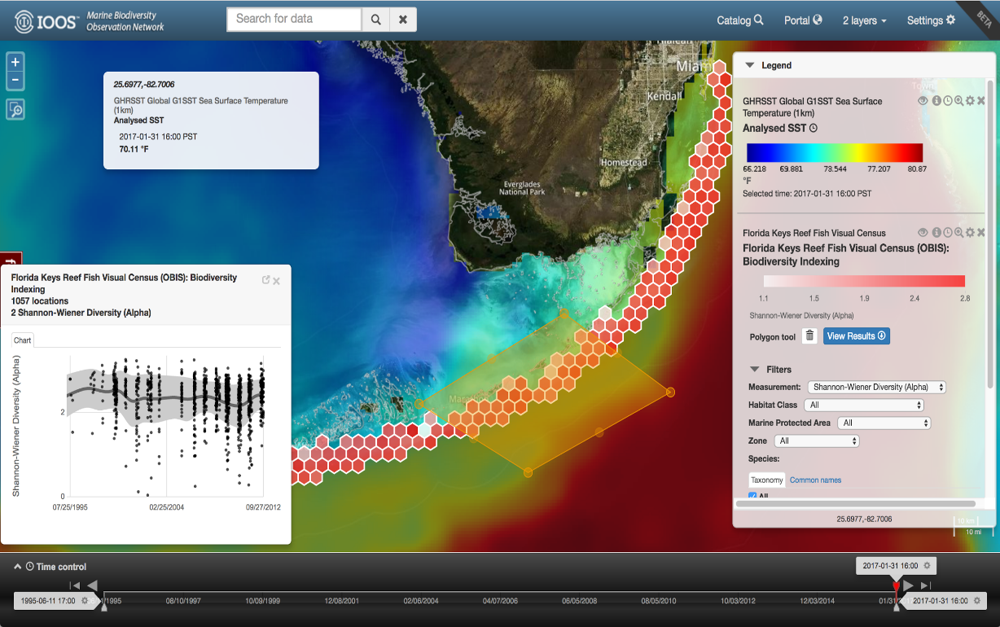 IOOS™
Marine Biodiversity
Observation Network
Search for data
Catalog
Portal
2 layers
Settings
BETA
+
-
25.6977,-82.7006
GHRSST Global G1SST Sea Surface Temperature
(1km)
Analysed SST
2017-01-31 16:00 PST
70.11 °F
Hialeah
Miami
Kendall
Homestead
Everglades
National Park
Marathon
Legend
GHRSST Global G1SST Sea Surface
Temperature (1km)
Analysed SST
66.218 69.881 73.544 77.207 80.87
°F
Selected time: 2017-01-31 16:00 PST
Florida Keys Reef Fish Visual Census
Florida Keys Reef Fish Visual Census (OBIS):
Biodiversity Indexing
1.1 1.5 1.9 2.4 2.8
Shannon-Wiener Diversity (Alpha)
Polygon tool
View Results
Filters
Measurement: Shannon-Wiener Diversity (Alpha)
Habitat Class All
Marine Protected Area All
Zone All
Species:
Taxonomy Common names
All
25.6977,-82.7006
10 km
10 mi
Florida Keys Reef Fish Visual Census (OBIS): Biodiversity
Indexing
1057 locations
2 Shannon-Wiener Diversity (Alpha)
Chart
Shannon-Wiener Diversity (Alpha)
2
0
07/25/1995 02/25/2004 09/27/2012
Time control
2017-01-31 16:00
1995-06-11 17:00
1995 08/10/1997 10/09/1999 12/08/2001 02/06/2004 04/07/2006 06/05/2008 08/05/2010 10/03/2012 12/03/2014 01/31
2017-01-31 16:00